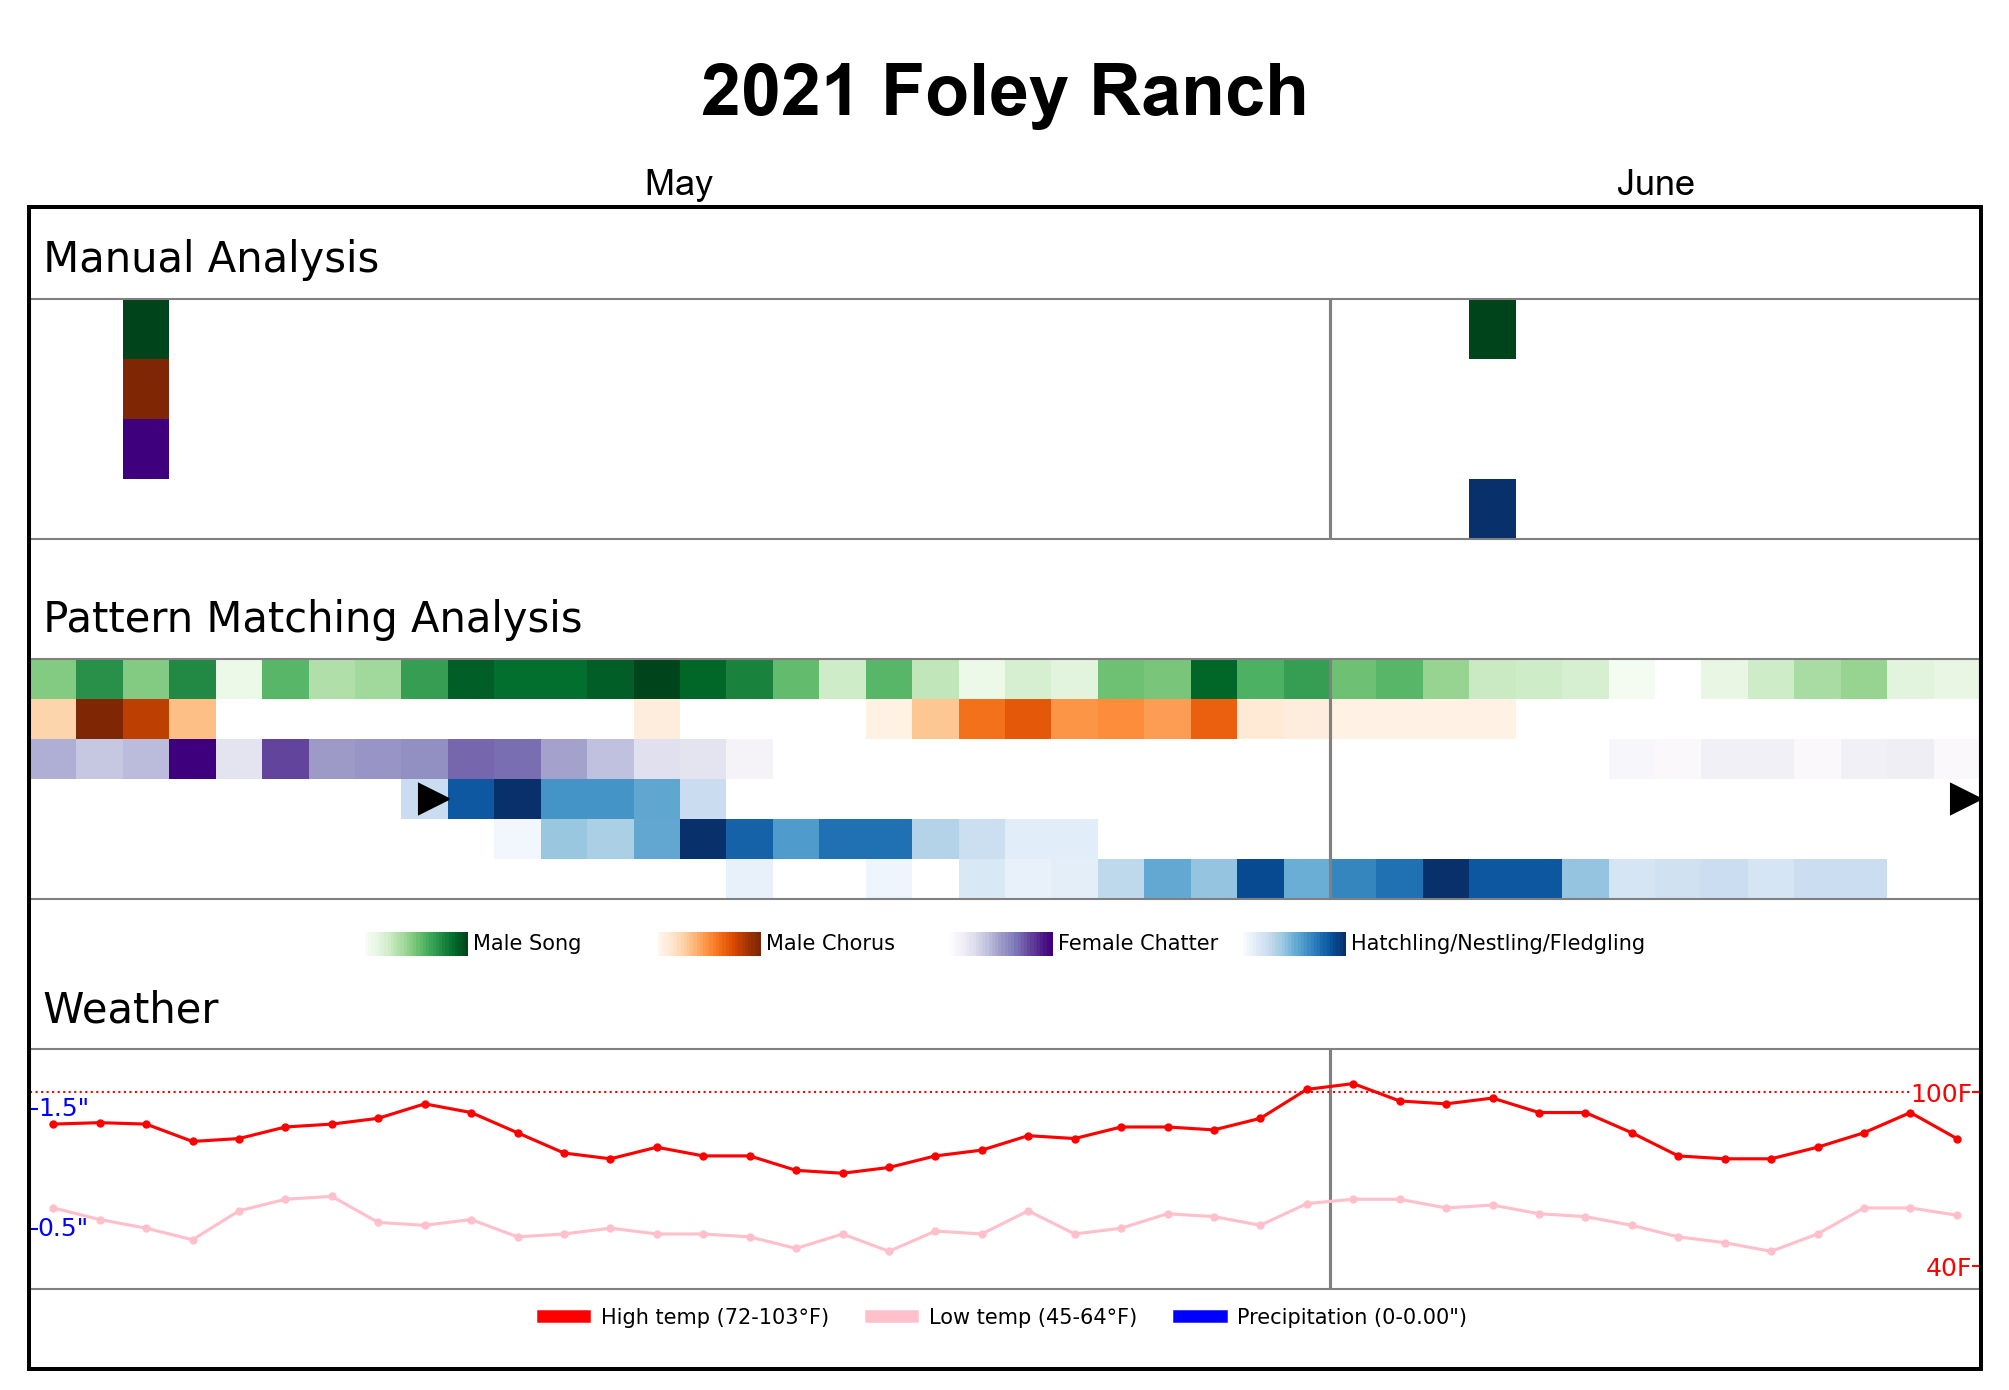 2021 Foley Ranch
May June
Manual Analysis
Pattern Matching Analysis
Male Song Male Chorus Female Chatter Hatchling/Nestling/Fledgling
Weather
1.5" 100F
0.5"
40F
High temp (72-103°F) Low temp (45-64°F) Precipitation (0-0.00")